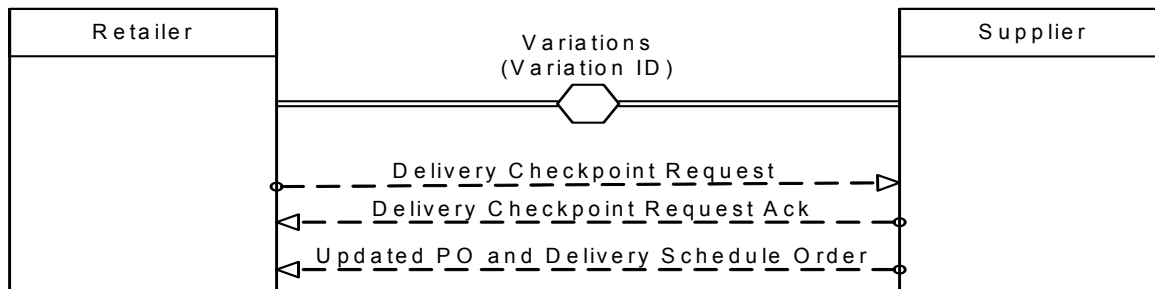 Retailer
Variations
(Variation ID)
Supplier
Delivery Checkpoint Request
Delivery Checkpoint Request Ack
Updated PO and Delivery Schedule Order